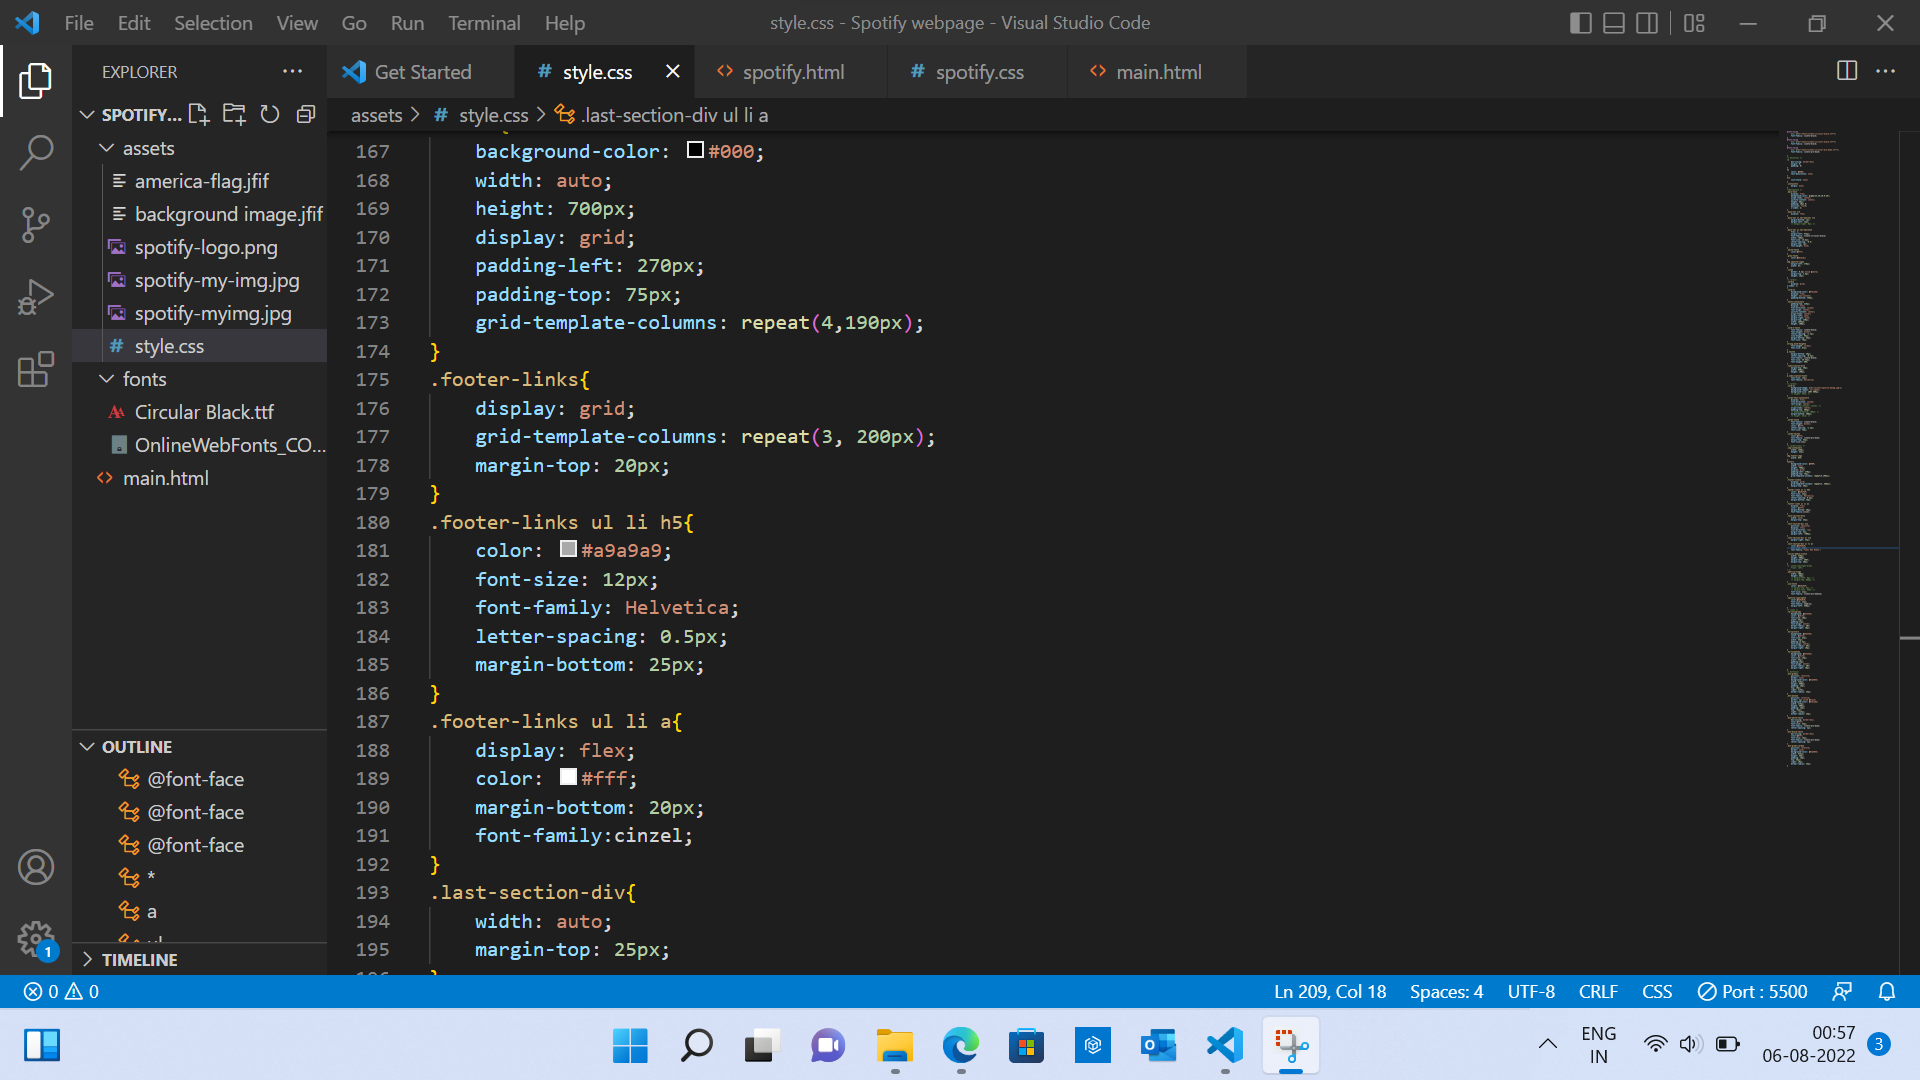 File Edit Selection View Go Run Terminal Help
style.css - Spotify webpage - Visual Studio Code
EXPLORER
Get Started
# style.css
<> spotify.html
# spotify.css
<> main.html
SPOTIFY...
assets > # style.css > .last-section-div ul li a
assets
america-flag.jfif
background image.jfif
spotify-logo.png
spotify-my-img.jpg
spotify-myimg.jpg
# style.css
fonts
Circular Black.ttf
OnlineWebFonts_CO...
<> main.html
OUTLINE
@font-face
@font-face
@font-face
*
a
TIMELINE
167 background-color: #000;
168 width: auto;
169 height: 700px;
170 display: grid;
171 padding-left: 270px;
172 padding-top: 75px;
173 grid-template-columns: repeat(4,190px);
174 }
175 .footer-links{
176 display: grid;
177 grid-template-columns: repeat(3, 200px);
178 margin-top: 20px;
179 }
180 .footer-links ul li h5{
181 color: #a9a9a9;
182 font-size: 12px;
183 font-family: Helvetica;
184 letter-spacing: 0.5px;
185 margin-bottom: 25px;
186 }
187 .footer-links ul li a{
188 display: flex;
189 color: #fff;
190 margin-bottom: 20px;
191 font-family:cinzel;
192 }
193 .last-section-div{
194 width: auto;
195 margin-top: 25px;
1
0 0
Ln 209, Col 18 Spaces: 4 UTF-8 CRLF CSS Port : 5500
ENG
IN
00:57
06-08-2022
3